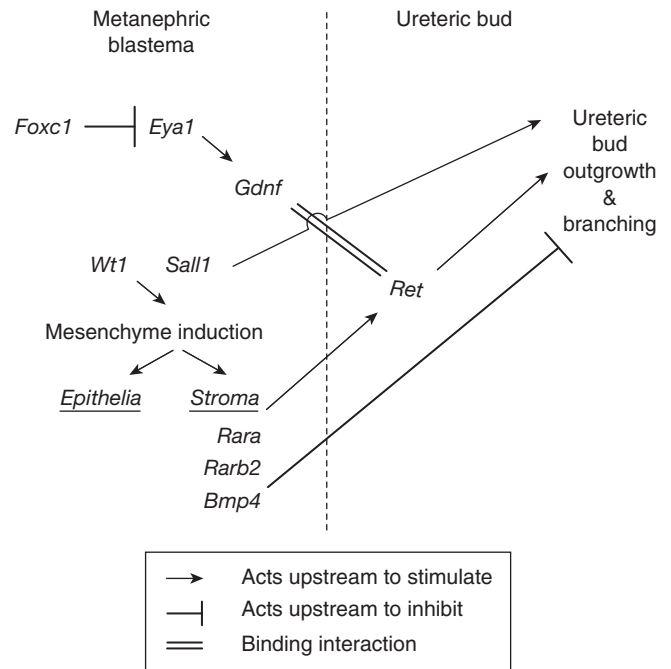 Metanephric
blastema
Ureteric bud
Foxc1
Eya1
Gdnf
Ureteric
bud
outgrowth
&
branching
Wt1
Sall1
Ret
Mesenchyme induction
Epithelia
Stroma
Rara
Rarb2
Bmp4
Acts upstream to stimulate
Acts upstream to inhibit
Binding interaction